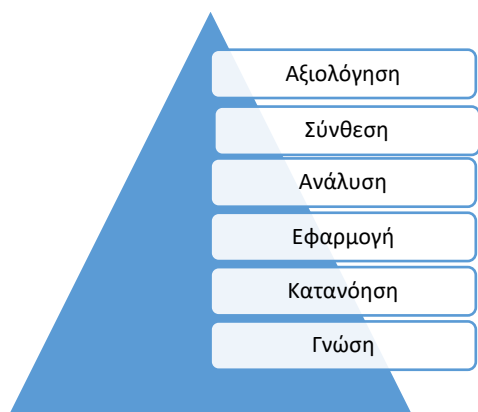 Αξιολόγηση
Σύνθεση
Ανάλυση
Εφαρμογή
Κατανόηση
Γνώση